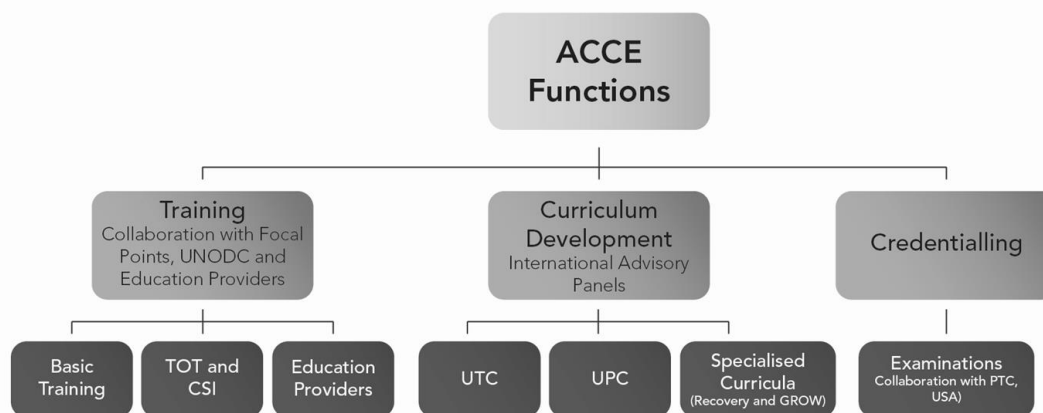 ACCE
Functions
Training
Collaboration with Focal
Points, UNODC and
Education Providers
Curriculum
Development
International Advisory
Panels
Credentialling
Basic
Training
TOT and
CSI
Education
Providers
UTC
UPC
Specialised
Curricula
(Recovery and GROW)
Examinations
Collaboration with PTC,
USA)